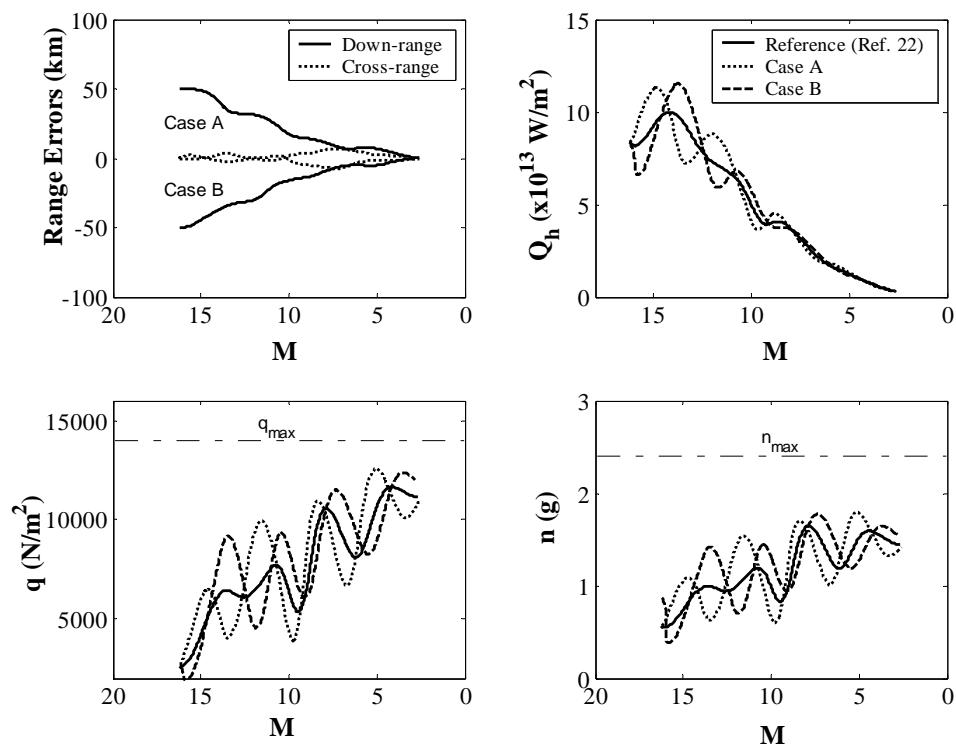 100
50
0
-50
-100
Range Errors (km)
Down-range
Cross-range
Case A
Case B
20 15 10 5 0
M
15
10
5
0
Q_h (x10^13 W/m^2)
Reference (Ref. 22)
Case A
Case B
15 10 5 0
M
15000
10000
5000
q (N/m^2)
q_max
20 15 10 5 0
M
3
2
1
0
n (g)
n_max
20 15 10 5 0
M